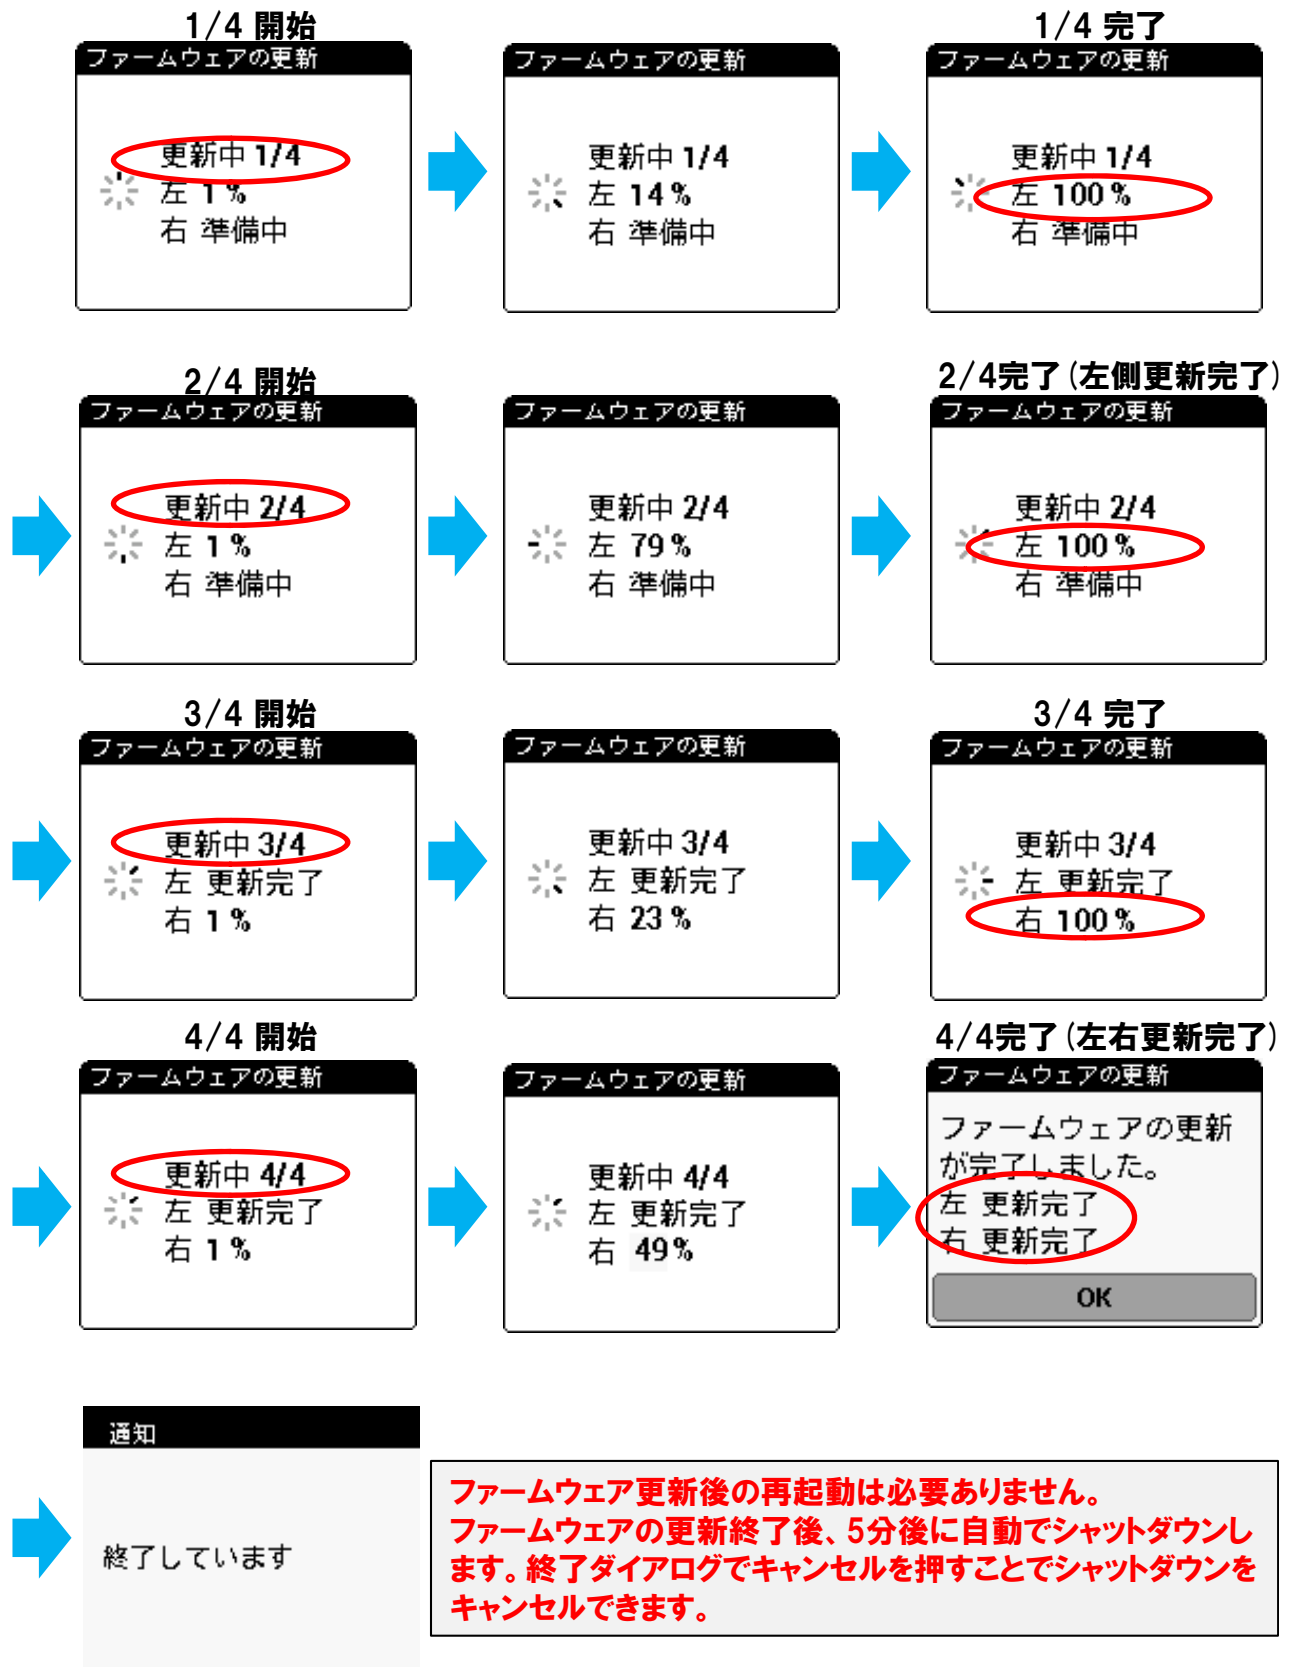 1/4 開始
ファームウェアの更新
更新中 1/4
左 1 %
右 準備中
ファームウェアの更新
更新中 1/4
左 14 %
右 準備中
1/4 完了
ファームウェアの更新
更新中 1/4
左 100 %
右 準備中
2/4 開始
ファームウェアの更新
更新中 2/4
左 1 %
右 準備中
ファームウェアの更新
更新中 2/4
左 79 %
右 準備中
2/4完了(左側更新完了)
ファームウェアの更新
更新中 2/4
左 100 %
右 準備中
3/4 開始
ファームウェアの更新
更新中 3/4
左 更新完了
右 1 %
ファームウェアの更新
更新中 3/4
左 更新完了
右 23 %
3/4 完了
ファームウェアの更新
更新中 3/4
左 更新完了
右 100 %
4/4 開始
ファームウェアの更新
更新中 4/4
左 更新完了
右 1 %
ファームウェアの更新
更新中 4/4
左 更新完了
右 49 %
4/4完了(左右更新完了)
ファームウェアの更新
ファームウェアの更新
が完了しました。
左 更新完了
右 更新完了
OK
通知
終了しています
ファームウェア更新後の再起動は必要ありません。
ファームウェアの更新終了後、5分後に自動でシャットダウンし
ます。終了ダイアログでキャンセルを押すことでシャットダウンを
キャンセルできます。